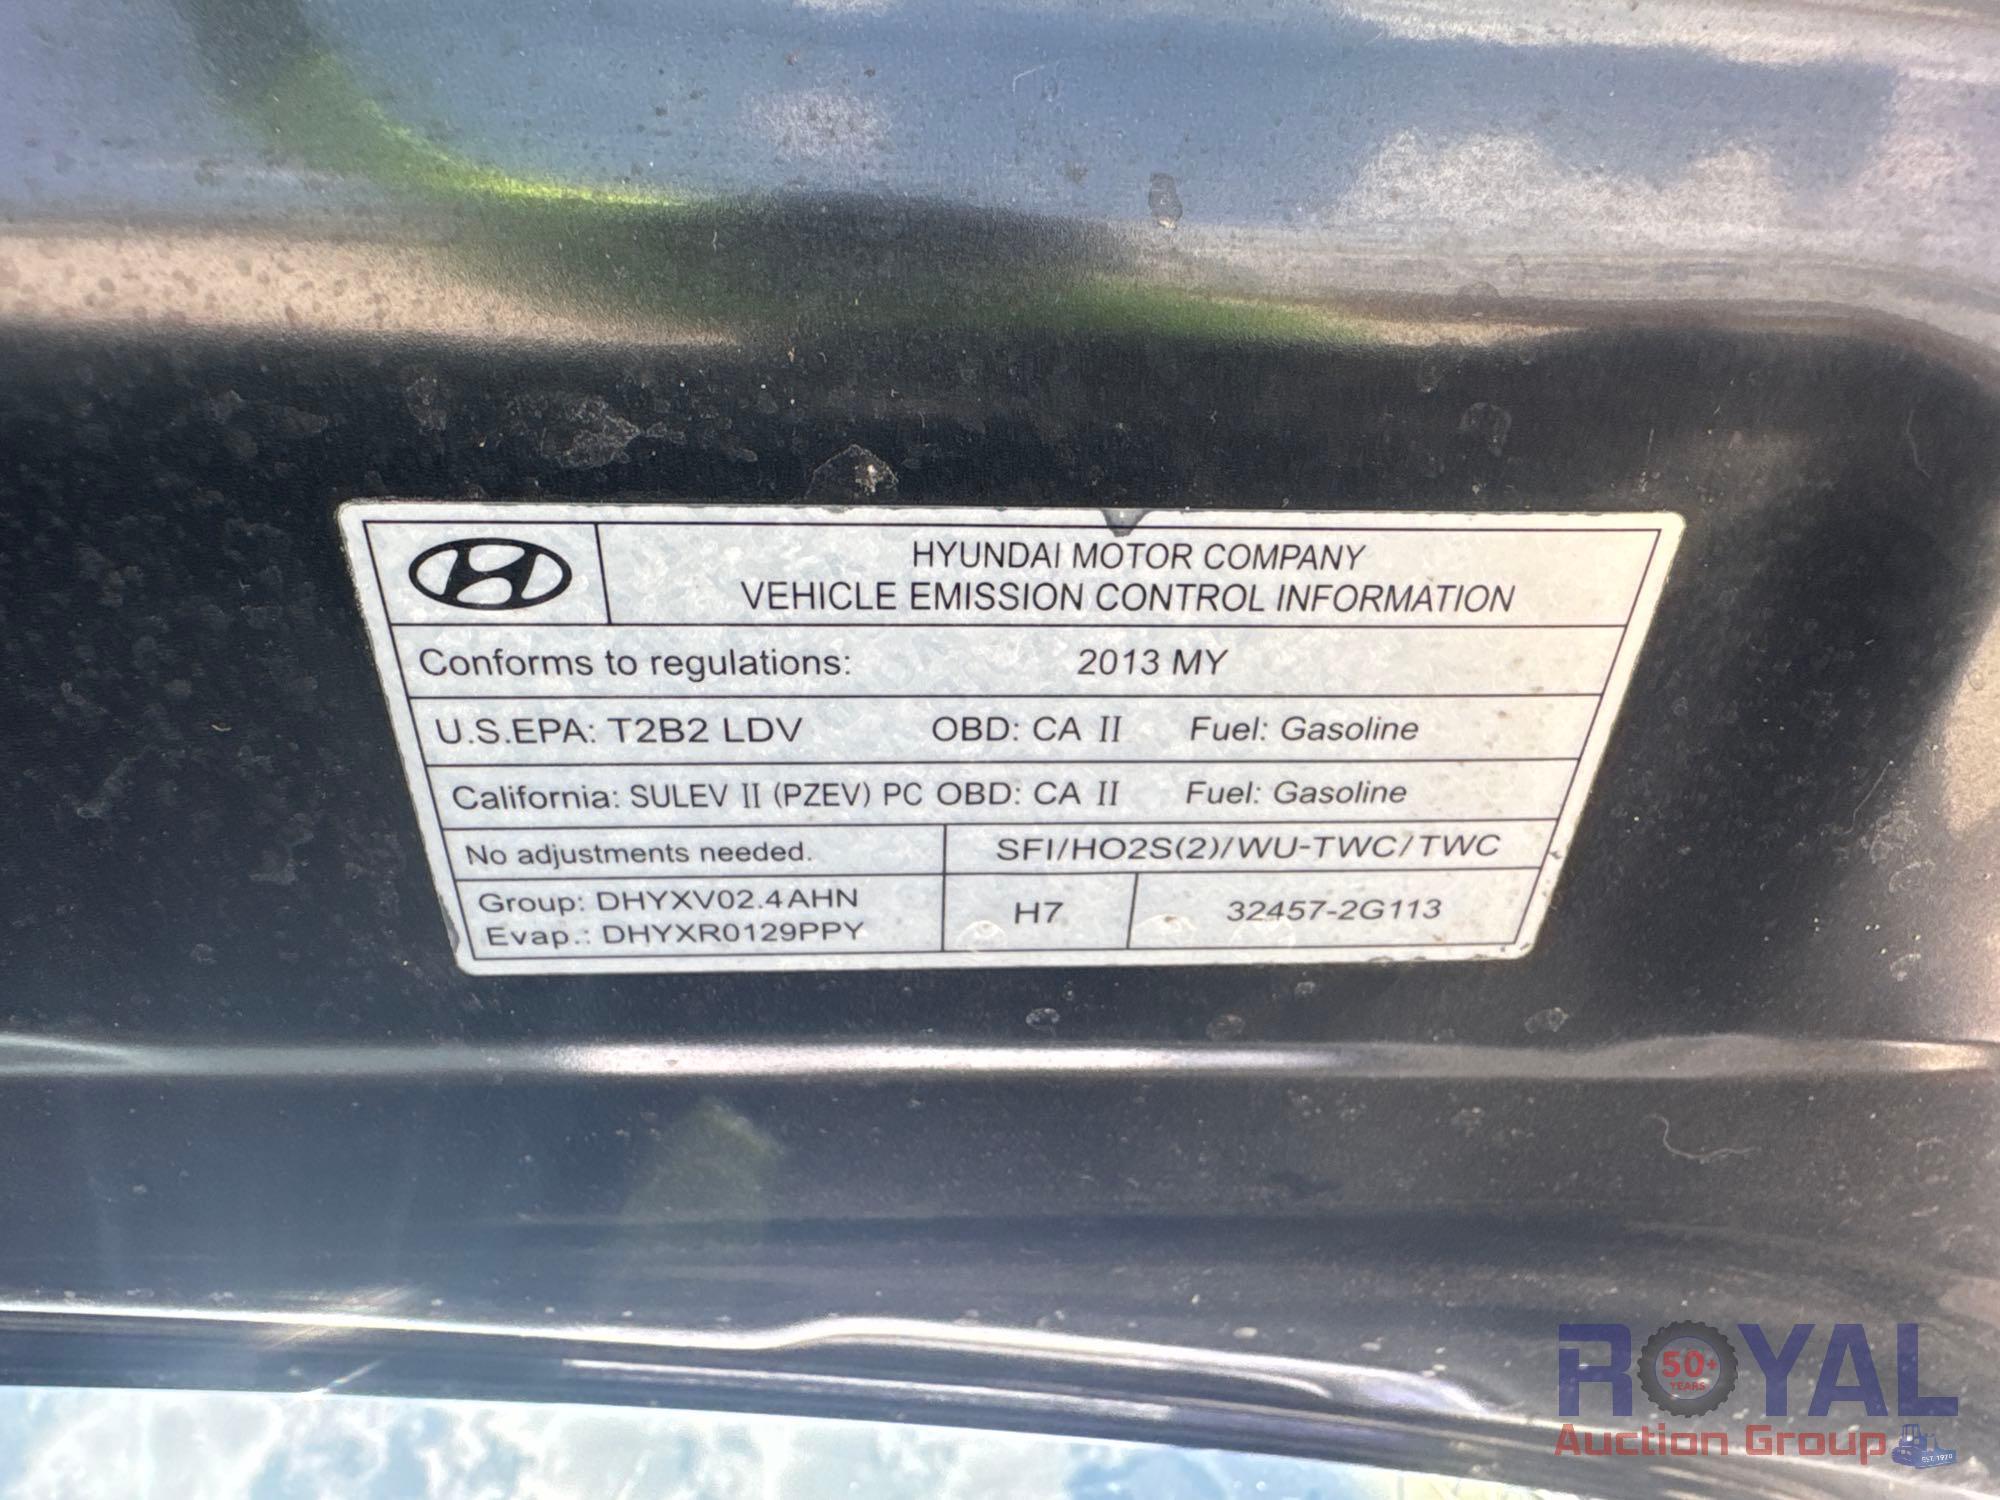 HYUNDAI MOTOR COMPANY
VEHICLE EMISSION CONTROL INFORMATION
Conforms to regulations: 2013 MY
U.S.EPA: T2B2 LDV OBD: CA II Fuel: Gasoline
California: SULEV II (PZEV) PC OBD: CA II Fuel: Gasoline
No adjustments needed. SFI/HO2S(2)/WU-TWC/TWC
Group: DHYXV02.4AHN
Evap.: DHYXR0129PPY
H7 32457-2G113
ROYAL
50+
YEARS
Auction Group
EST. 1970